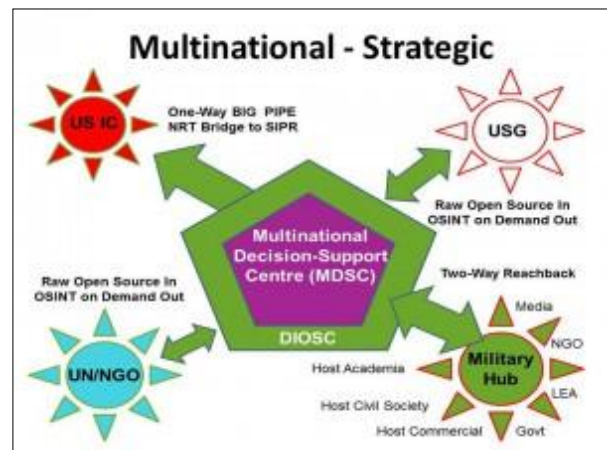 Multinational - Strategic
US IC
One-Way BIG PIPE
NRT Bridge to SIPR
USG
Raw Open Source In
OSINT on Demand Out
Multinational
Decision-Support
Centre (MDSC)
DIOSC
Raw Open Source In
OSINT on Demand Out
UN/NGO
Two-Way Reachback
Media
NGO
Military
Hub
LEA
Host Academia
Host Civil Society
Host Commercial
Govt